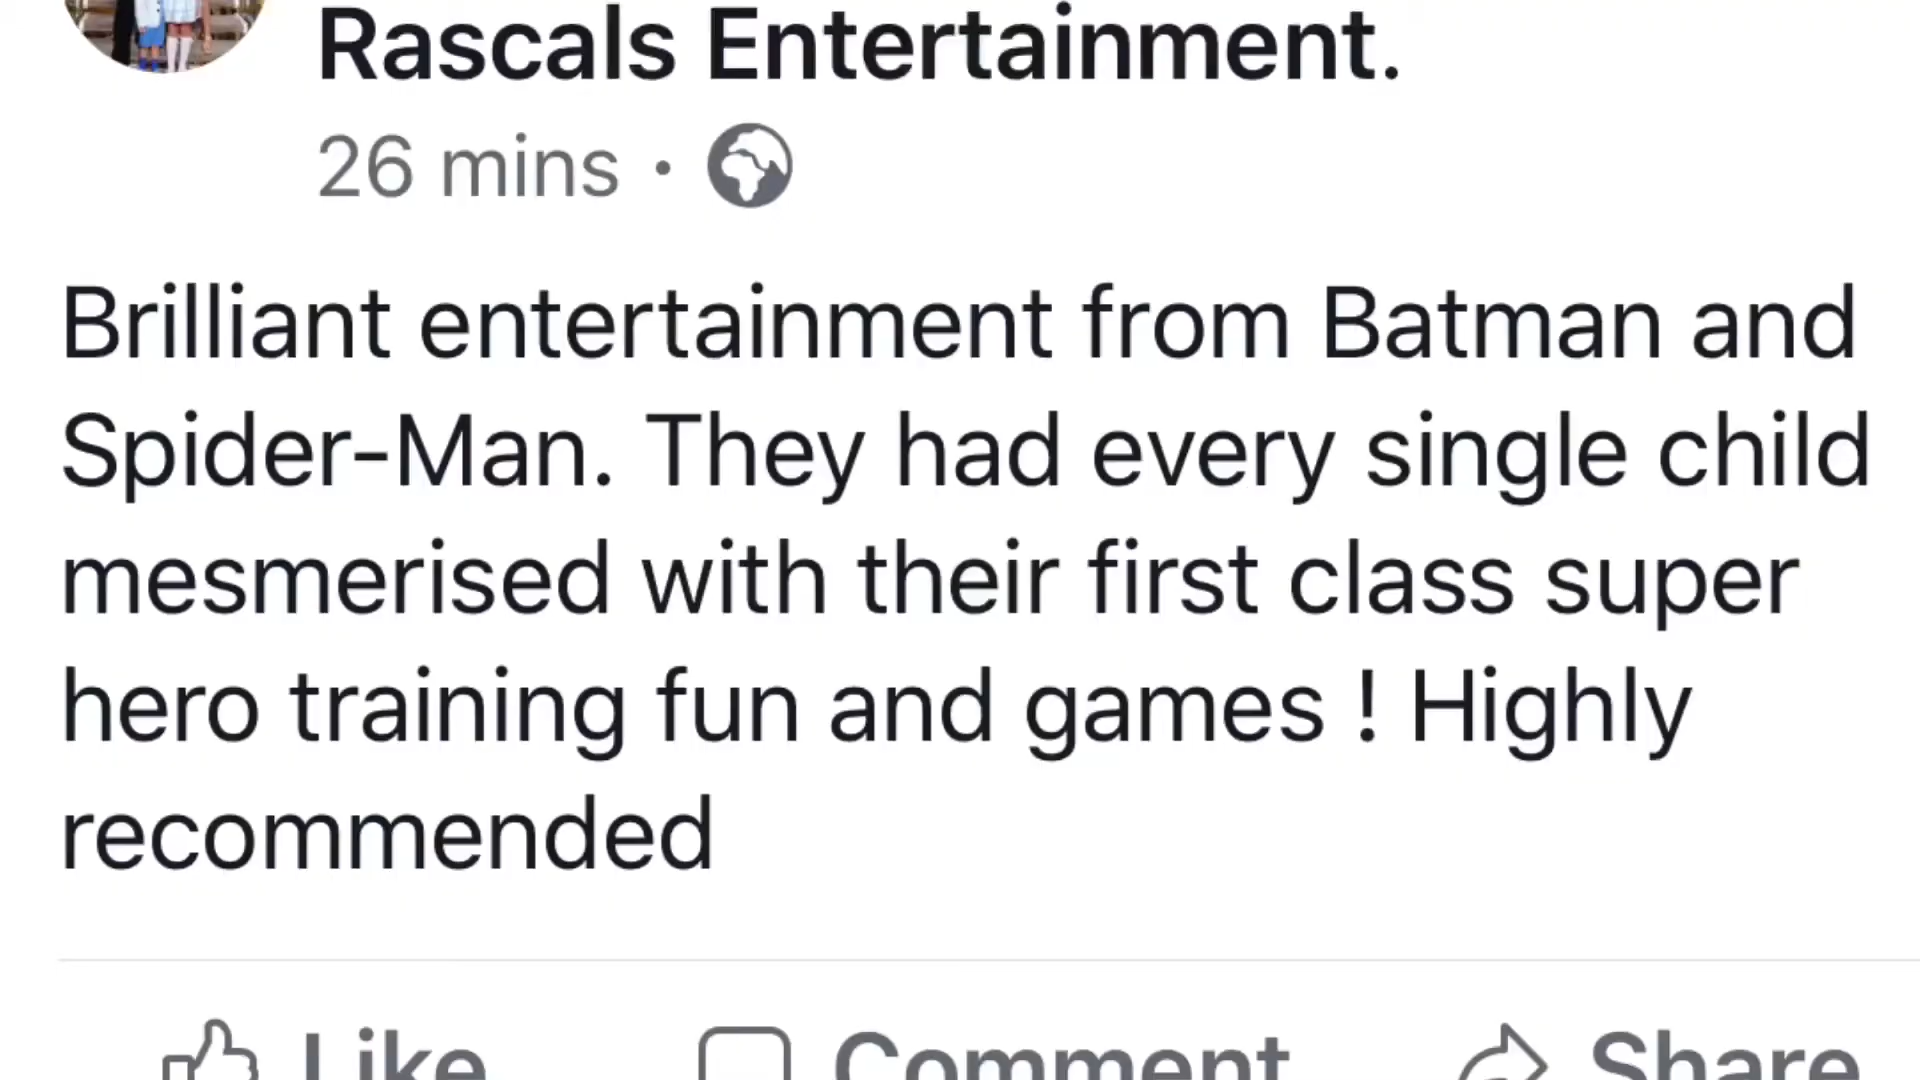 Rascals Entertainment.
26 mins ·
Brilliant entertainment from Batman and
Spider-Man. They had every single child
mesmerised with their first class super
hero training fun and games ! Highly
recommended
Like Comment Share